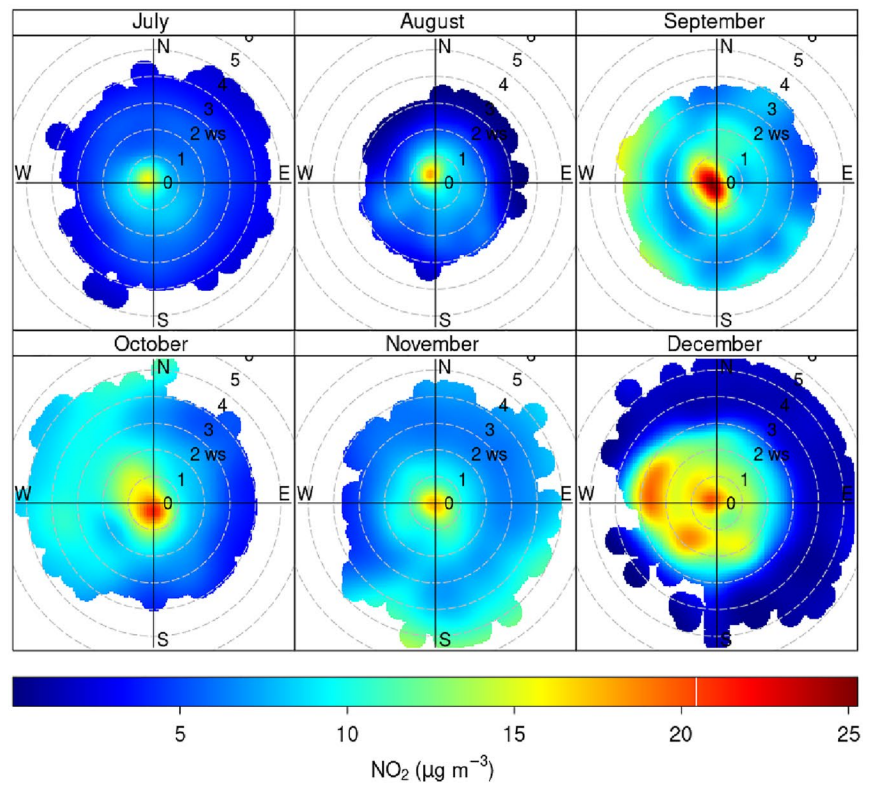 July
August
September
N
5
4
3
2 ws
1
0
W
E
S
N
5
4
3
2 ws
1
0
W
E
S
N
5
4
3
2 ws
1
0
W
E
S
October
November
December
N
5
4
3
2 ws
1
0
W
E
S
N
5
4
3
2 ws
1
0
W
E
S
N
5
4
3
2 ws
1
0
W
E
S
5
10
15
20
25
NO₂ (μg m⁻³)